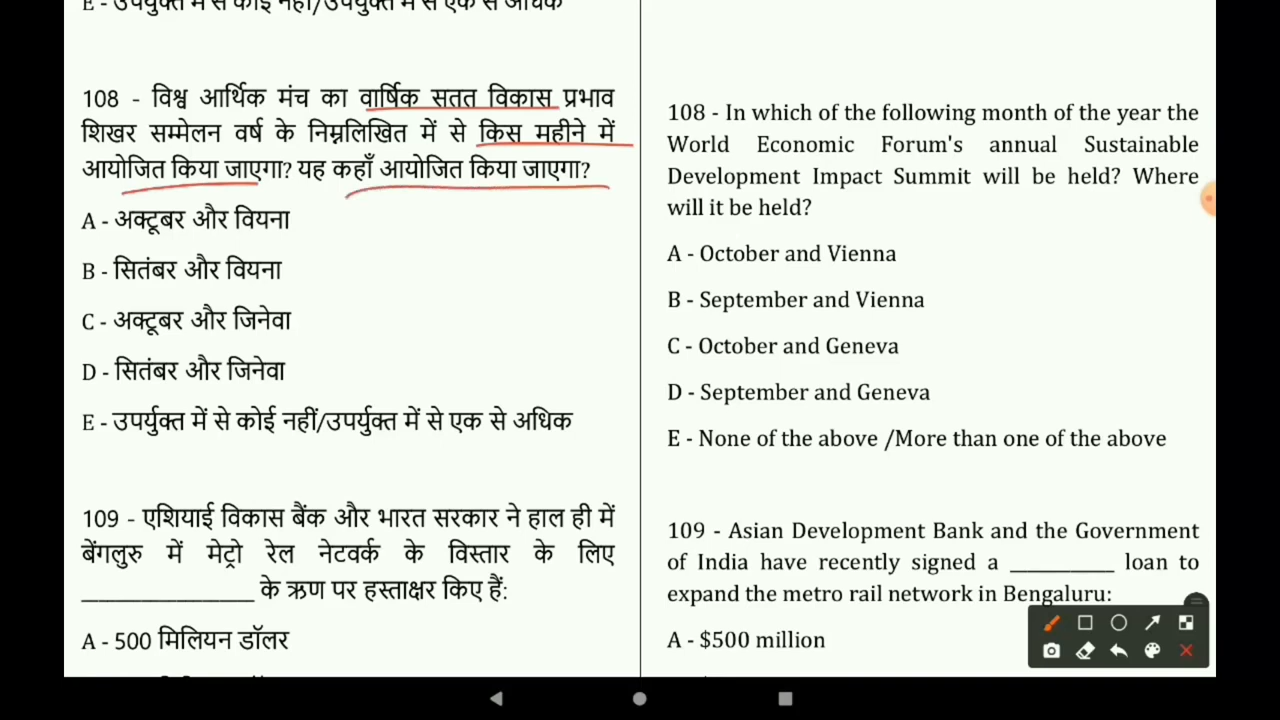 E - उपर्युक्त में से कोई नहीं/उपर्युक्त में से एक से अधिक
108 - विश्व आर्थिक मंच का वार्षिक सतत विकास प्रभाव
शिखर सम्मेलन वर्ष के निम्नलिखित में से किस महीने में
आयोजित किया जाएगा? यह कहाँ आयोजित किया जाएगा?
A - अक्टूबर और वियना
B - सितंबर और वियना
C - अक्टूबर और जिनेवा
D - सितंबर और जिनेवा
E - उपर्युक्त में से कोई नहीं/उपर्युक्त में से एक से अधिक
109 - एशियाई विकास बैंक और भारत सरकार ने हाल ही में
बेंगलुरु में मेट्रो रेल नेटवर्क के विस्तार के लिए
_______________ के ऋण पर हस्ताक्षर किए हैं:
A - 500 मिलियन डॉलर
108 - In which of the following month of the year the
World Economic Forum's annual Sustainable
Development Impact Summit will be held? Where
will it be held?
A - October and Vienna
B - September and Vienna
C - October and Geneva
D - September and Geneva
E - None of the above /More than one of the above
109 - Asian Development Bank and the Government
of India have recently signed a __________ loan to
expand the metro rail network in Bengaluru:
A - $500 million